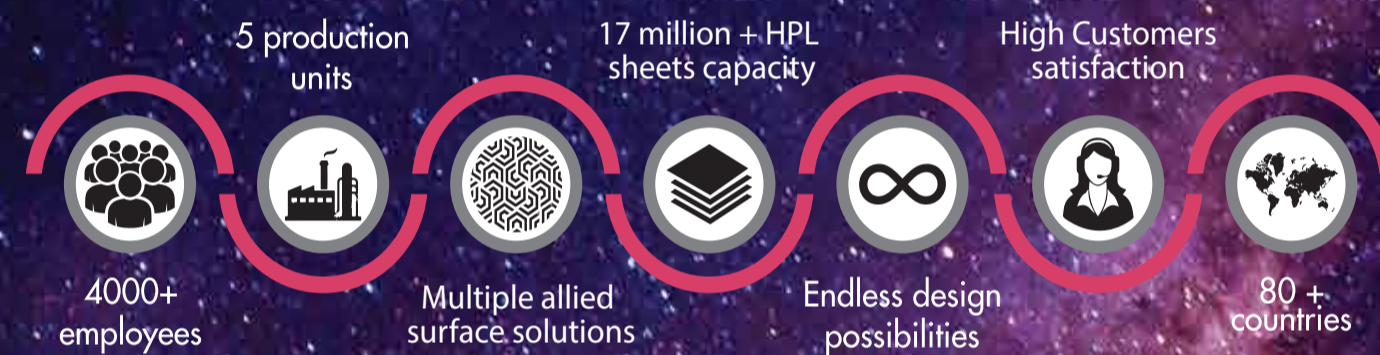 4000+
employees
5 production
units
Multiple allied
surface solutions
17 million + HPL
sheets capacity
Endless design
possibilities
High Customers
satisfaction
80 +
countries